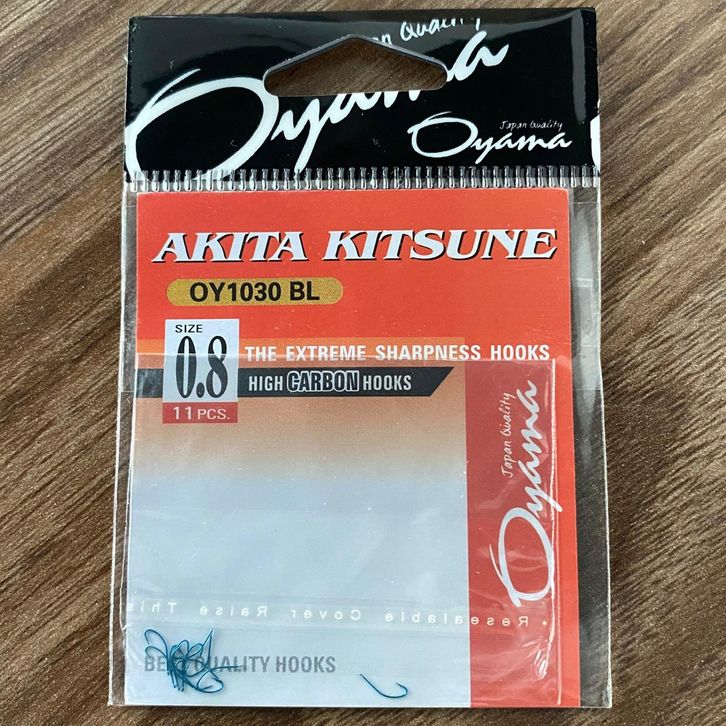 Japan Quality
Oyama
Japan Quality
Oyama
AKITA KITSUNE
OY1030 BL
SIZE
0.8
11 PCS.
THE EXTREME SHARPNESS HOOKS
HIGH CARBON HOOKS
Japan Quality
Oyama
• Resealable Cover Raise This
BEST QUALITY HOOKS